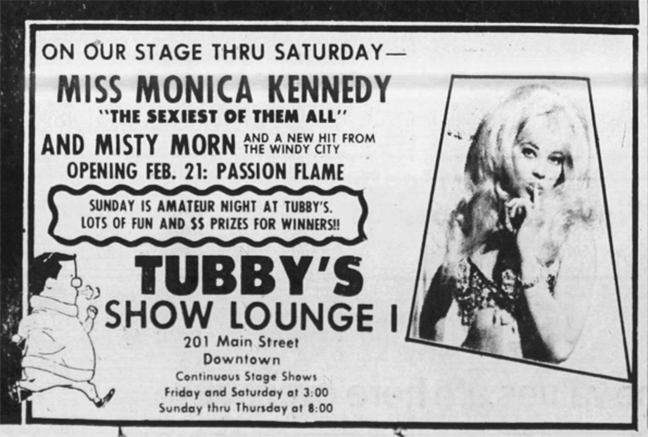 ON OUR STAGE THRU SATURDAY—
MISS MONICA KENNEDY
"THE SEXIEST OF THEM ALL"
AND MISTY MORN AND A NEW HIT FROM THE WINDY CITY
OPENING FEB. 21: PASSION FLAME
SUNDAY IS AMATEUR NIGHT AT TUBBY'S.
LOTS OF FUN AND $$ PRIZES FOR WINNERS!!
TUBBY'S
SHOW LOUNGE I
201 Main Street
Downtown
Continuous Stage Shows
Friday and Saturday at 3:00
Sunday thru Thursday at 8:00